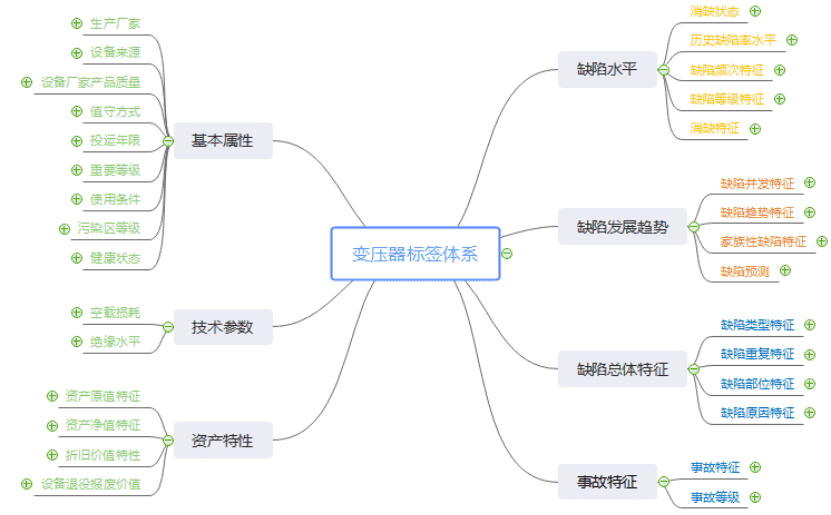 变压器标签体系
基本属性
生产厂家
设备来源
设备厂家产品质量
值守方式
投运年限
重要等级
使用条件
污染区等级
健康状态
技术参数
空载损耗
绝缘水平
资产特性
资产原值特征
资产净值特征
折旧价值特性
设备退役报废价值
缺陷水平
消缺状态
历史缺陷率水平
缺陷频次特征
缺陷等级特征
消缺特征
缺陷发展趋势
缺陷并发特征
缺陷趋势特征
家族性缺陷特征
缺陷预测
缺陷总体特征
缺陷类型特征
缺陷重复特征
缺陷部位特征
缺陷原因特征
事故特征
事故特征
事故等级